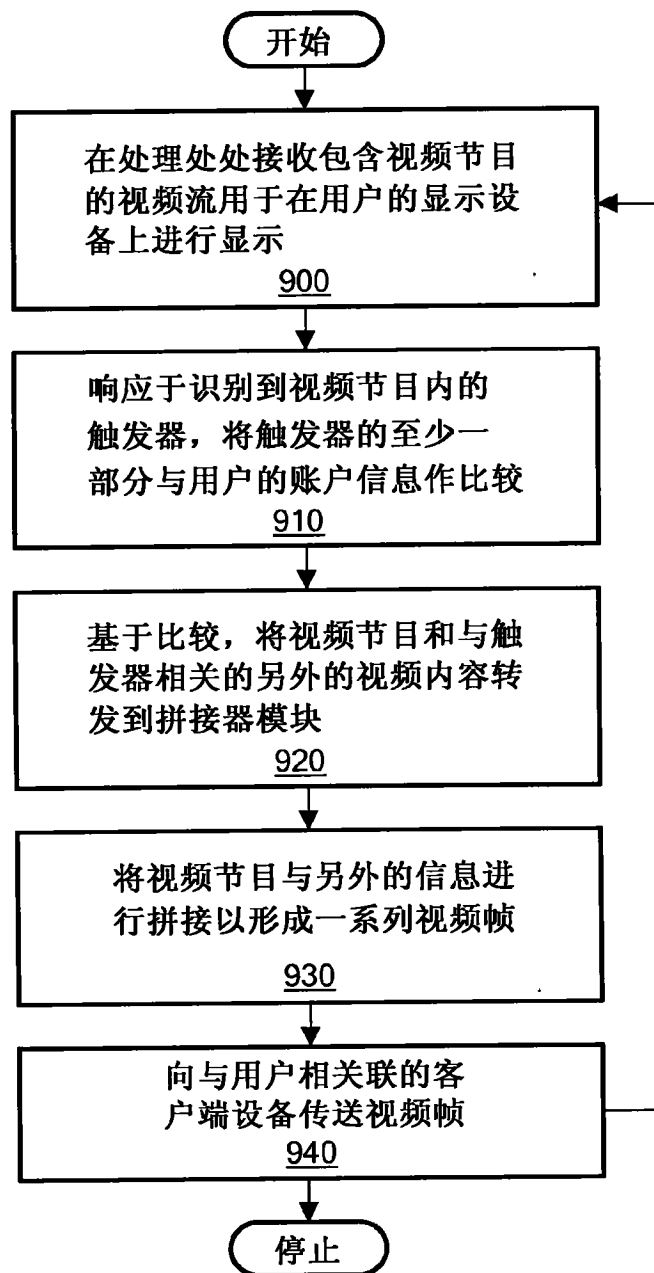 开始
在处理处处接收包含视频节目
的视频流用于在用户的显示设
备上进行显示
900
响应于识别到视频节目内的
触发器，将触发器的至少一
部分与用户的账户信息作比较
910
基于比较，将视频节目和与触
发器相关的另外的视频内容转
发到拼接器模块
920
将视频节目与另外的信息进
行拼接以形成一系列视频帧
930
向与用户相关联的客
户端设备传送视频帧
940
停止